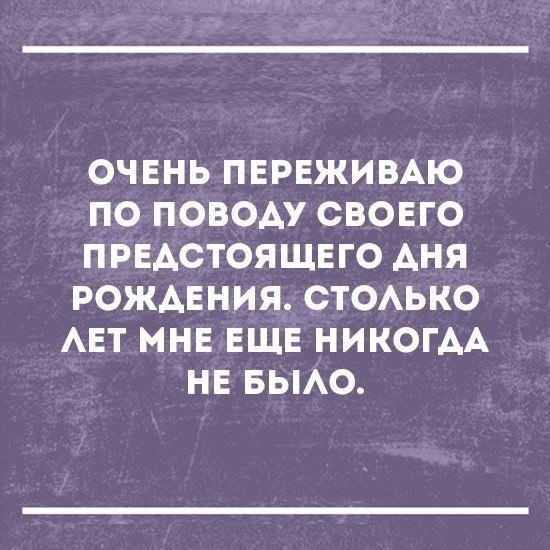 ОЧЕНЬ ПЕРЕЖИВАЮ
ПО ПОВОДУ СВОЕГО
ПРЕДСТОЯЩЕГО ДНЯ
РОЖДЕНИЯ. СТОЛЬКО
ЛЕТ МНЕ ЕЩЕ НИКОГДА
НЕ БЫЛО.